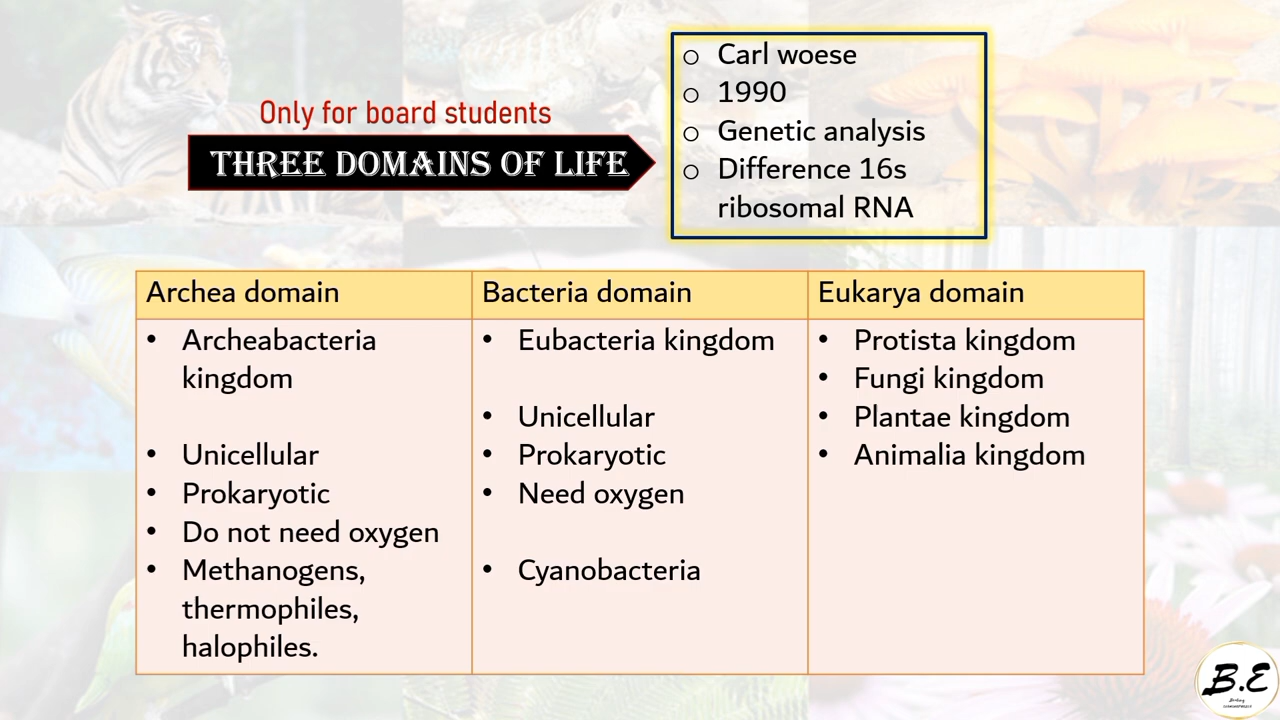 Only for board students
THREE DOMAINS OF LIFE
○ Carl woese
○ 1990
○ Genetic analysis
○ Difference 16s
ribosomal RNA
Archea domain
• Archeabacteria
kingdom
• Unicellular
• Prokaryotic
• Do not need oxygen
• Methanogens,
thermophiles,
halophiles.
Bacteria domain
• Eubacteria kingdom
• Unicellular
• Prokaryotic
• Need oxygen
• Cyanobacteria
Eukarya domain
• Protista kingdom
• Fungi kingdom
• Plantae kingdom
• Animalia kingdom
B.E